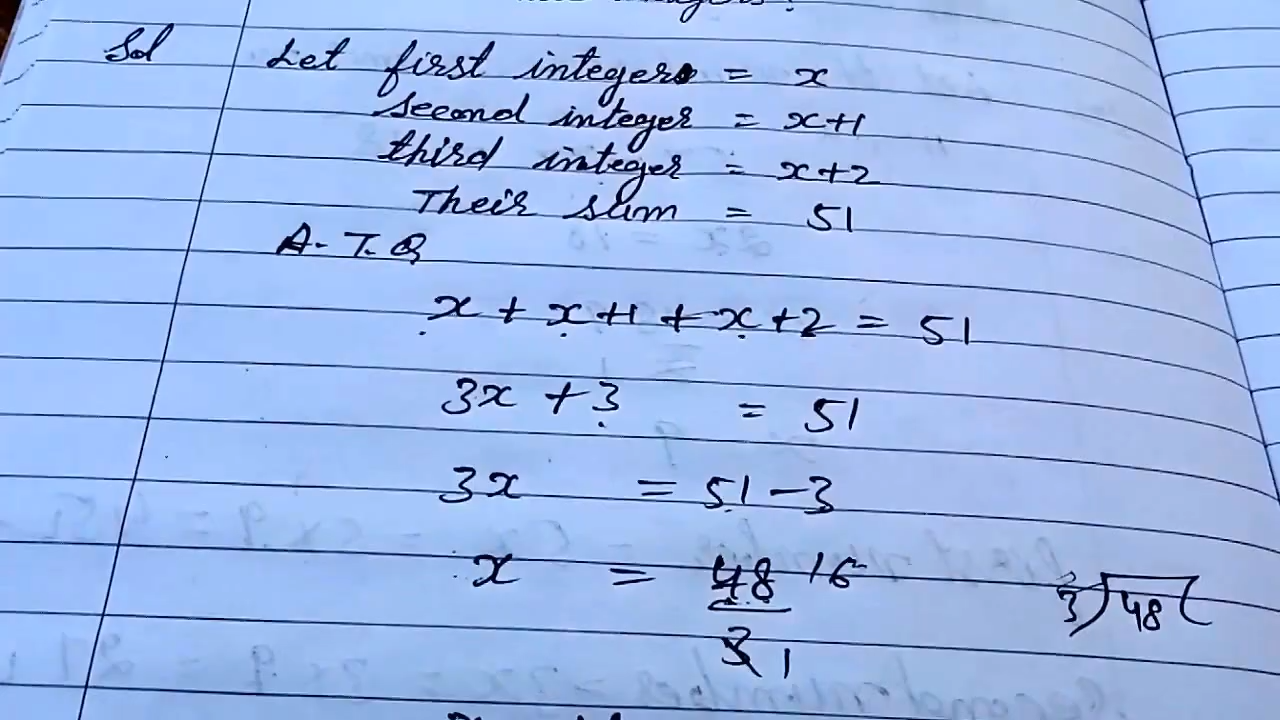 integers?
Sol Let first integer = x
second integer = x+1
third integer = x+2
Their sum = 51
A.T.Q
x + x+1 + x+2 = 51
3x + 3 = 51
3x = 51-3
x = 48 16
3 1
3)48(